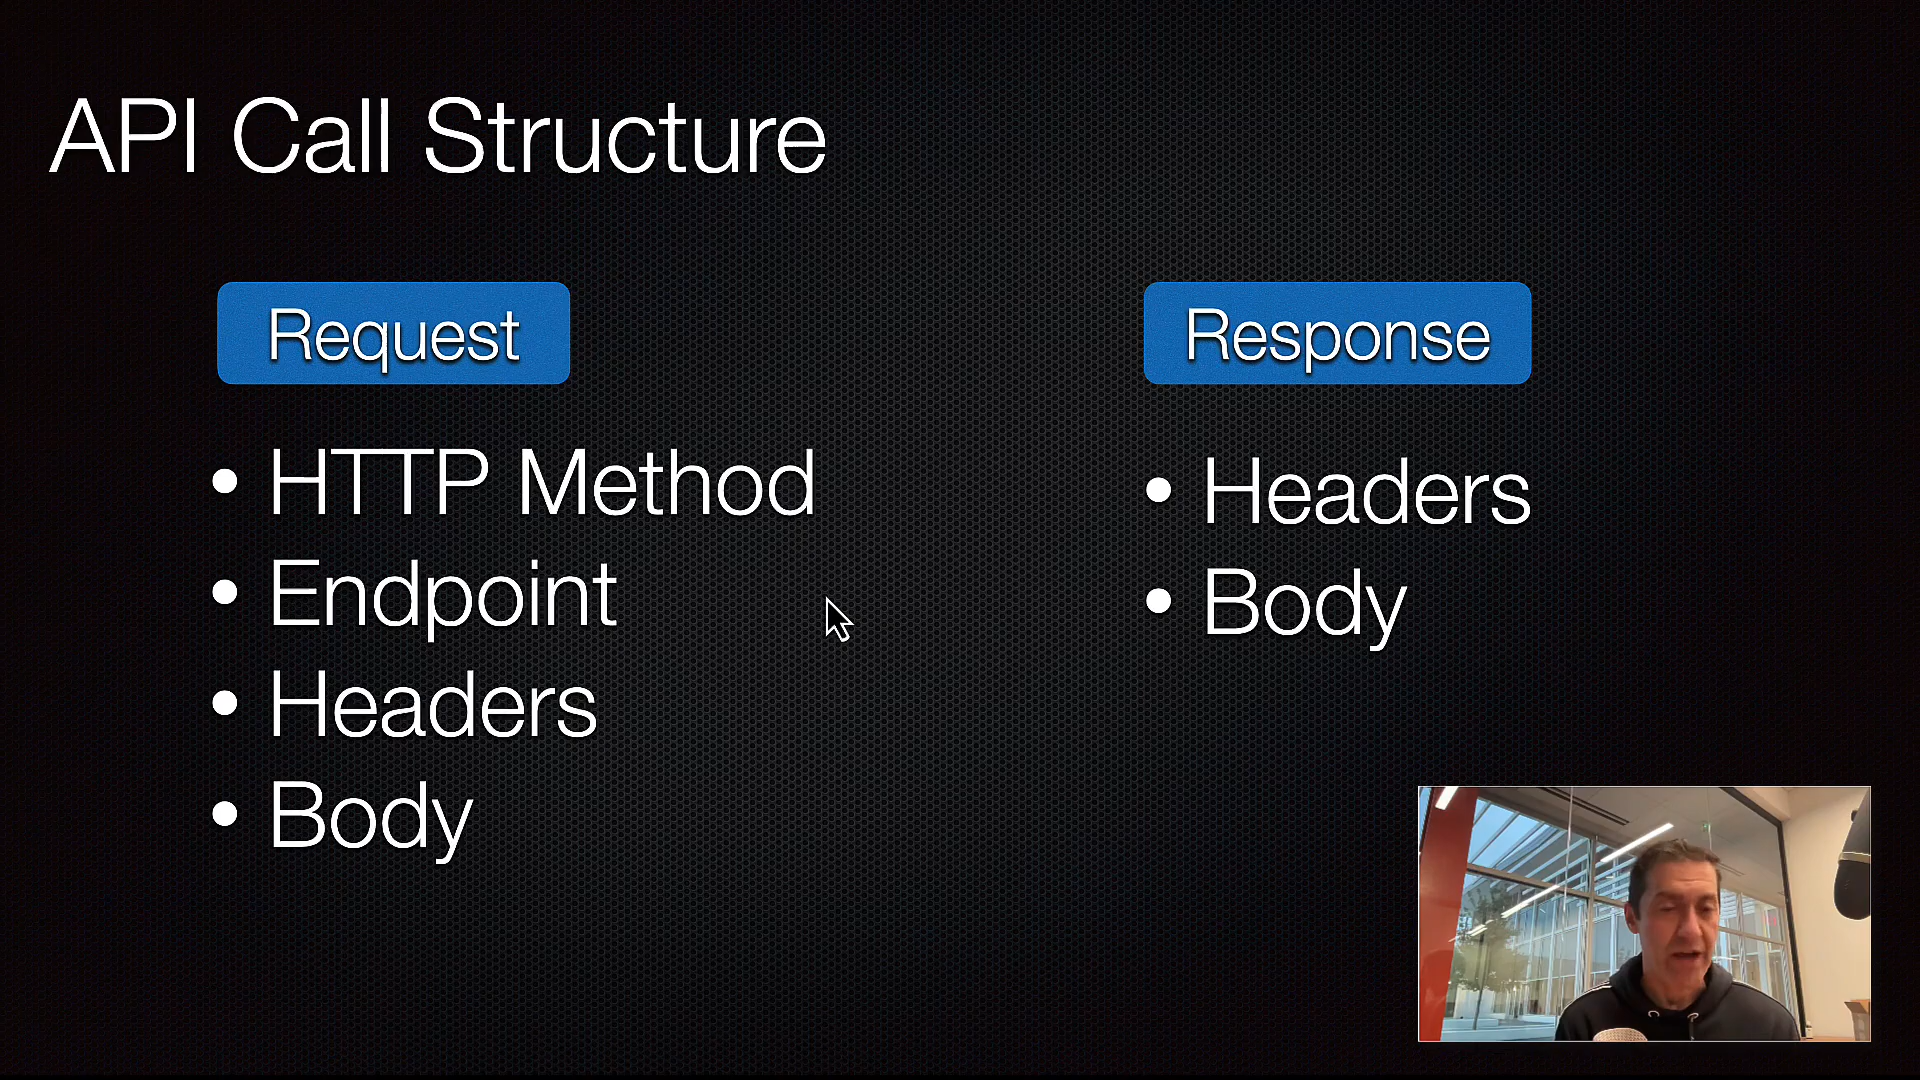 API Call Structure
Request
• HTTP Method
• Endpoint
• Headers
• Body
Response
• Headers
• Body